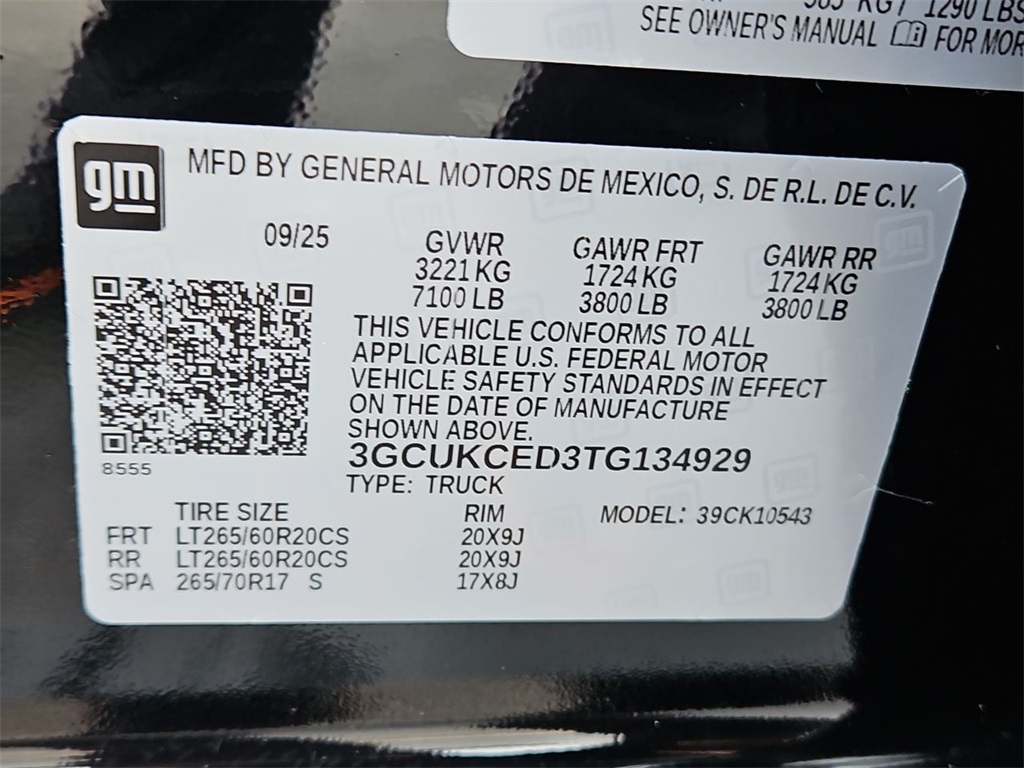 KG / 1290 LBS
SEE OWNER'S MANUAL FOR MOR
gm
MFD BY GENERAL MOTORS DE MEXICO, S. DE R.L. DE C.V.
09/25 GVWR GAWR FRT GAWR RR
3221 KG 1724 KG 1724 KG
7100 LB 3800 LB 3800 LB
THIS VEHICLE CONFORMS TO ALL
APPLICABLE U.S. FEDERAL MOTOR
VEHICLE SAFETY STANDARDS IN EFFECT
ON THE DATE OF MANUFACTURE
SHOWN ABOVE.
3GCUKCED3TG134929
8555
TYPE: TRUCK
TIRE SIZE RIM MODEL: 39CK10543
FRT LT265/60R20CS 20X9J
RR LT265/60R20CS 20X9J
SPA 265/70R17 S 17X8J